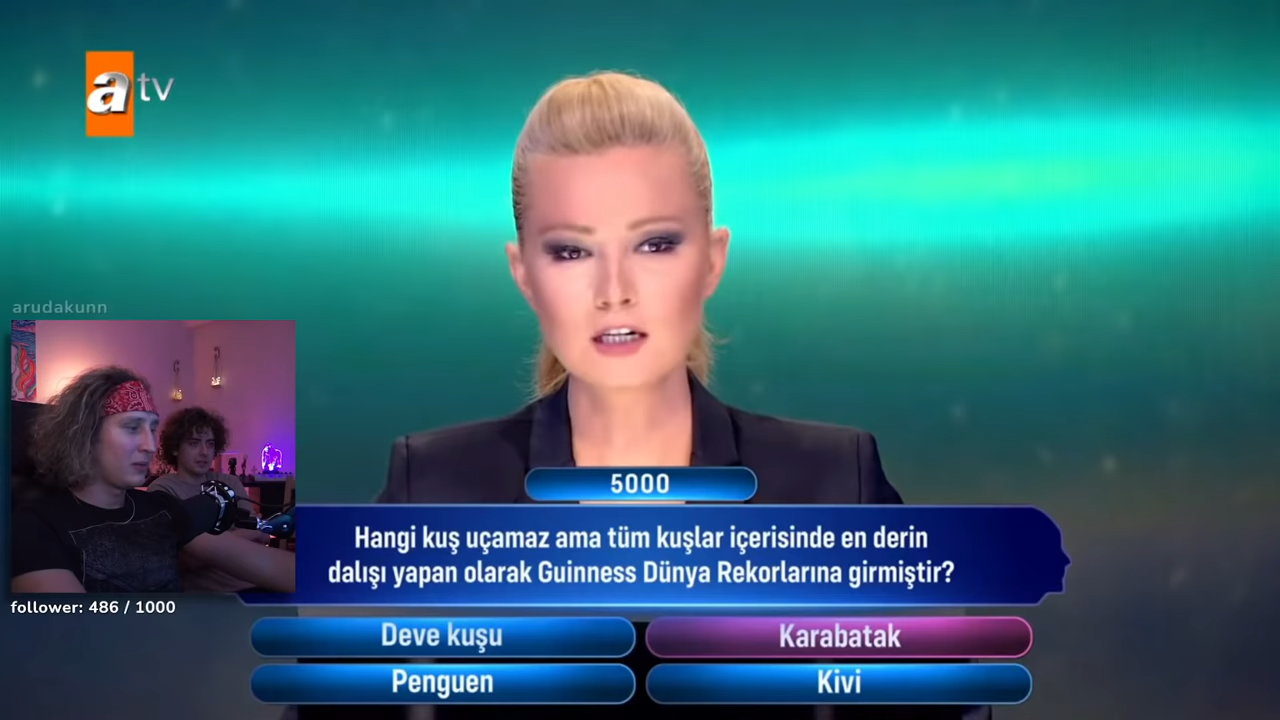 a tv
arudakunn
5000
Hangi kuş uçamaz ama tüm kuşlar içerisinde en derin
dalışı yapan olarak Guinness Dünya Rekorlarına girmiştir?
follower: 486 / 1000
Deve kuşu
Karabatak
Penguen
Kivi